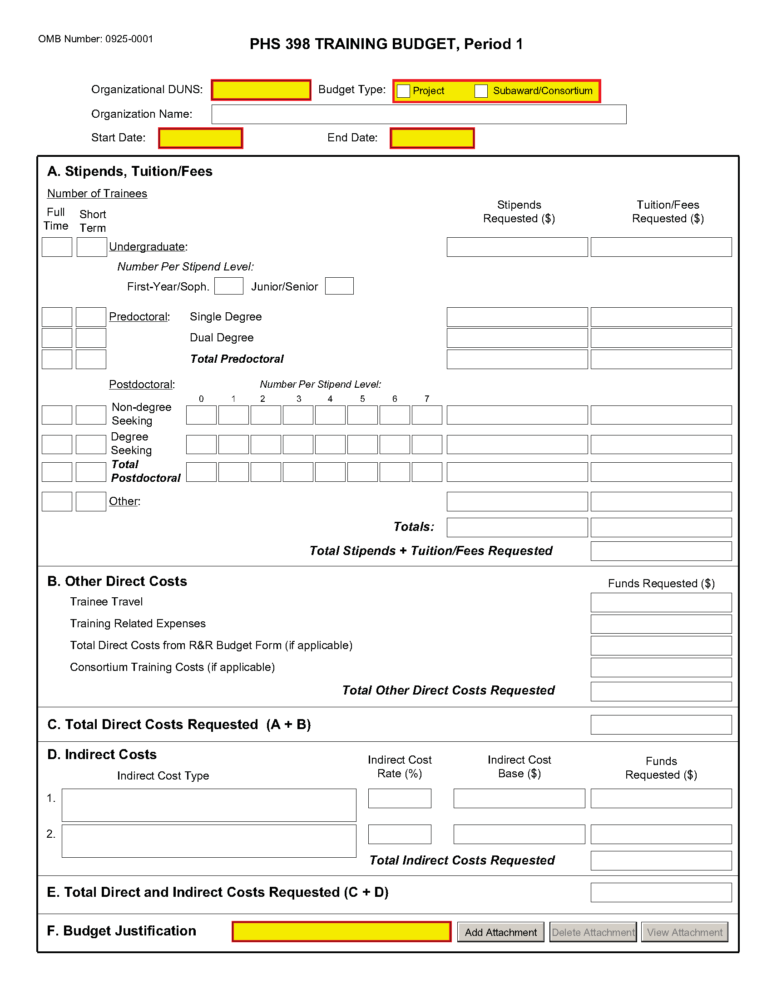 OMB Number: 0925-0001
PHS 398 TRAINING BUDGET, Period 1
Organizational DUNS:
Budget Type:
Project
Subaward/Consortium
Organization Name:
Start Date:
End Date:
A. Stipends, Tuition/Fees
Number of Trainees
Full Time
Short Term
Stipends Requested ($)
Tuition/Fees Requested ($)
Undergraduate:
Number Per Stipend Level:
First-Year/Soph.
Junior/Senior
Predoctoral:
Single Degree
Dual Degree
Total Predoctoral
Postdoctoral:
Number Per Stipend Level:
0 1 2 3 4 5 6 7
Non-degree Seeking
Degree Seeking
Total Postdoctoral
Other:
Totals:
Total Stipends + Tuition/Fees Requested
B. Other Direct Costs
Funds Requested ($)
Trainee Travel
Training Related Expenses
Total Direct Costs from R&R Budget Form (if applicable)
Consortium Training Costs (if applicable)
Total Other Direct Costs Requested
C. Total Direct Costs Requested (A + B)
D. Indirect Costs
Indirect Cost Type
Indirect Cost Rate (%)
Indirect Cost Base ($)
Funds Requested ($)
1.
2.
Total Indirect Costs Requested
E. Total Direct and Indirect Costs Requested (C + D)
F. Budget Justification
Add Attachment
Delete Attachment
View Attachment